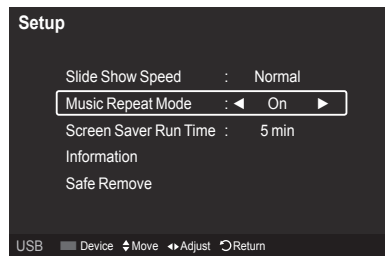 Setup
Slide Show Speed : Normal
Music Repeat Mode : ◀ On ▶
Screen Saver Run Time : 5 min
Information
Safe Remove
USB Device Move Adjust Return